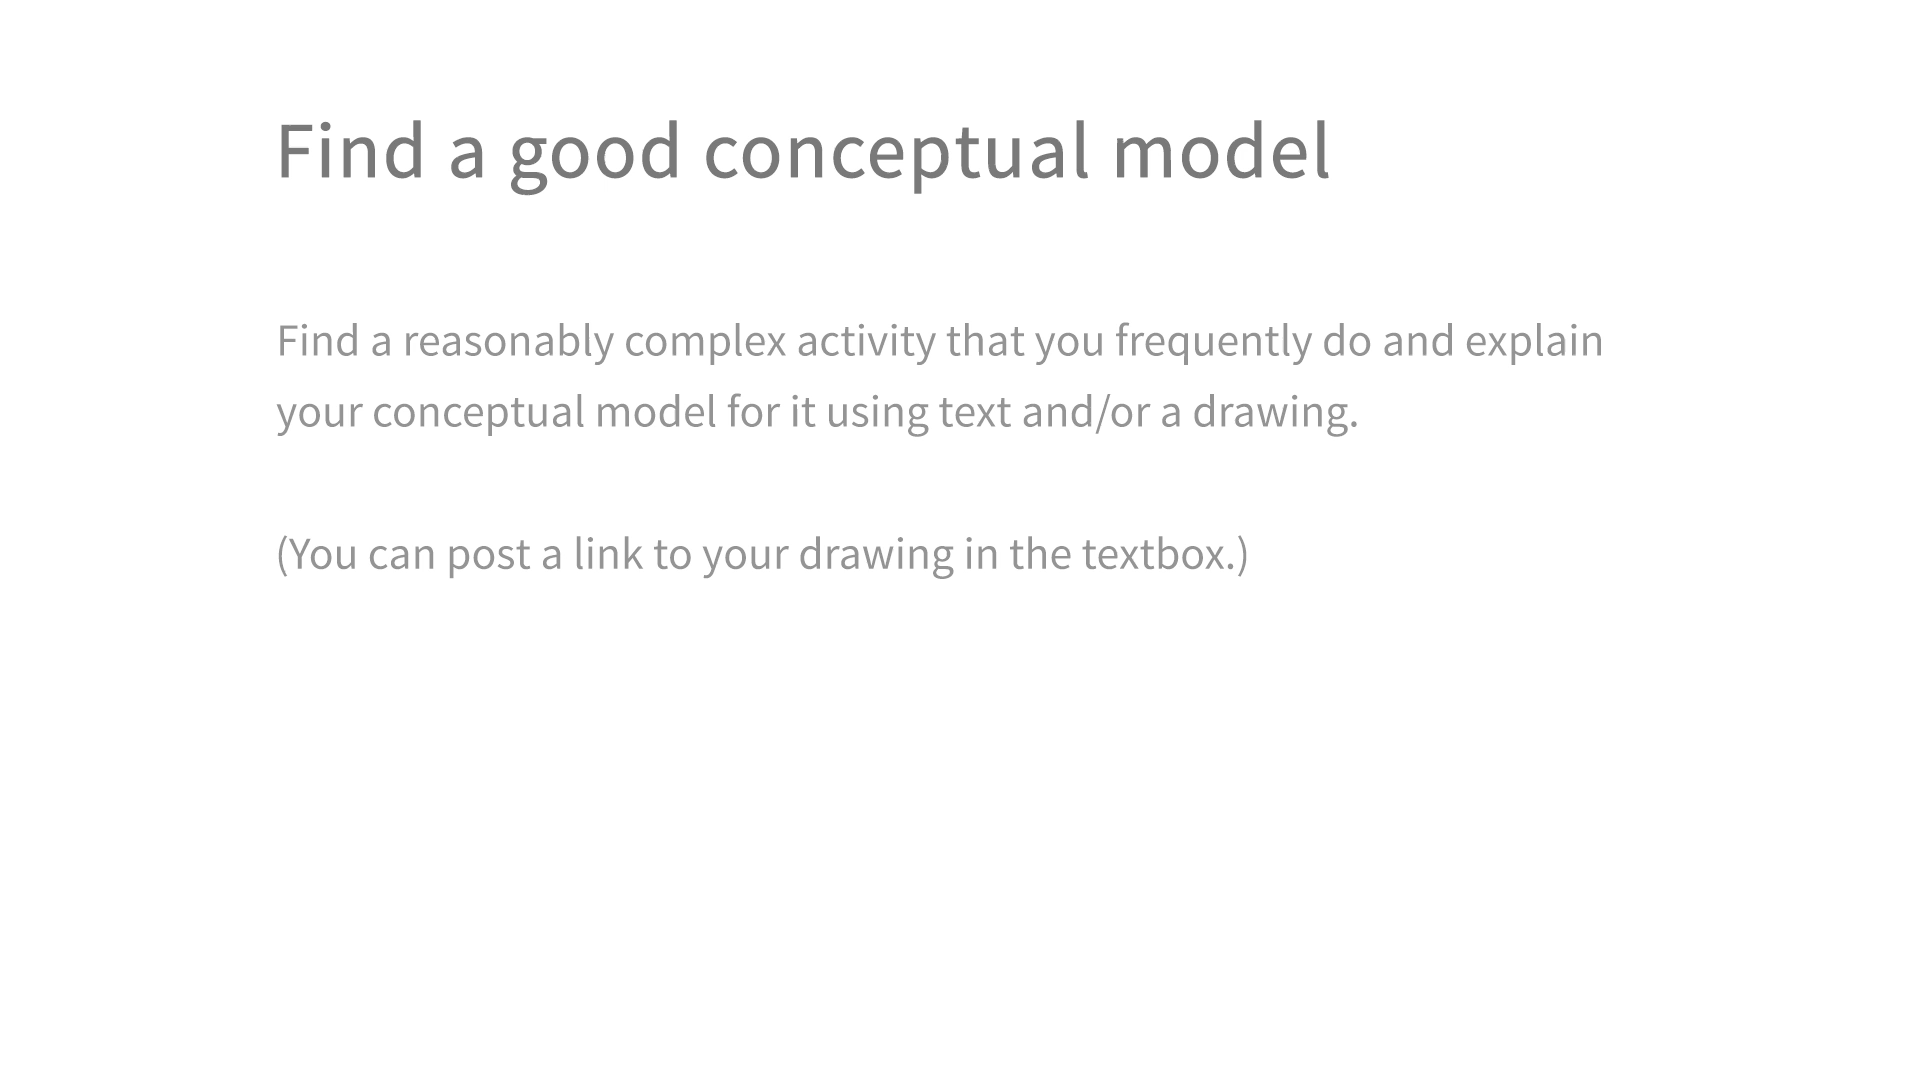 Find a good conceptual model
Find a reasonably complex activity that you frequently do and explain
your conceptual model for it using text and/or a drawing.
(You can post a link to your drawing in the textbox.)